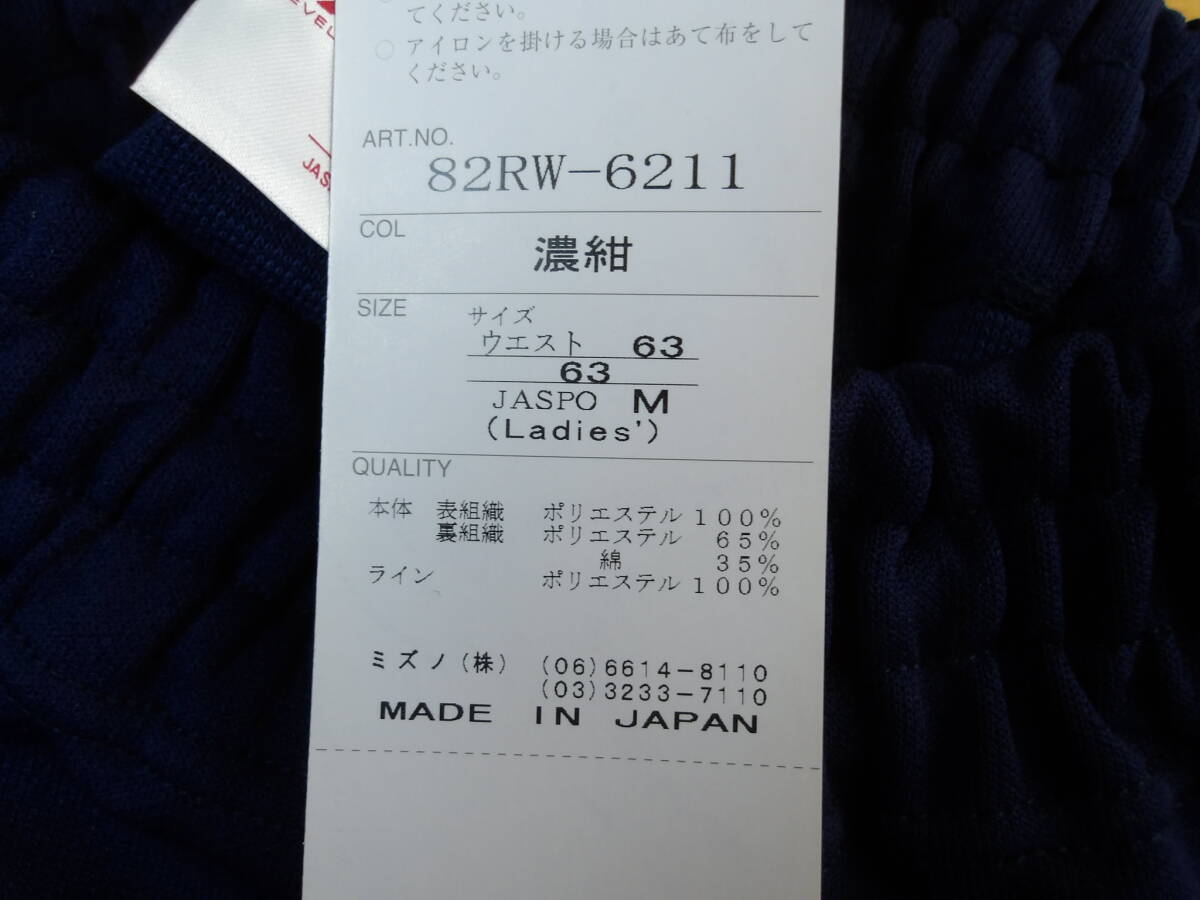 てください。
○ アイロンを掛ける場合はあて布をして
ください。
ART.NO.
82RW-6211
COL
濃紺
SIZE
サイズ
ウエスト 63
63
JASPO M
(Ladies')
QUALITY
本体 表組織 ポリエステル 100%
裏組織 ポリエステル 65%
綿 35%
ライン ポリエステル 100%
ミズノ(株) (06)6614-8110
(03)3233-7110
MADE IN JAPAN